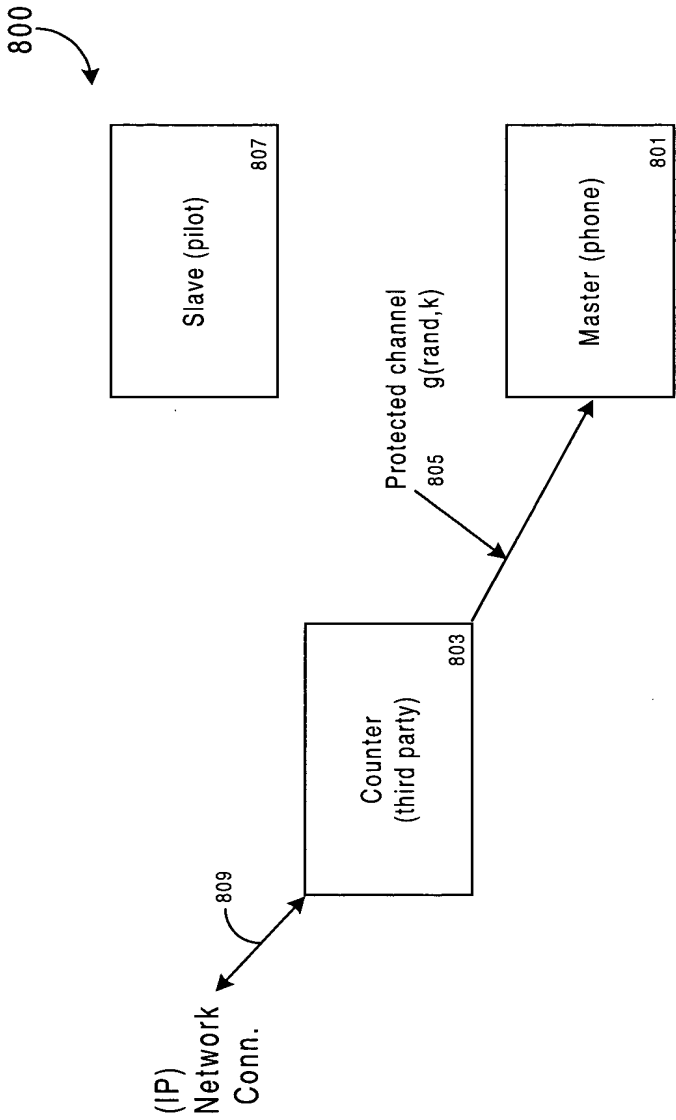 800
Slave (pilot)
807
Master (phone)
801
Protected channel
805 g(rand,k)
Counter
(third party)
803
809
(IP)
Network
Conn.